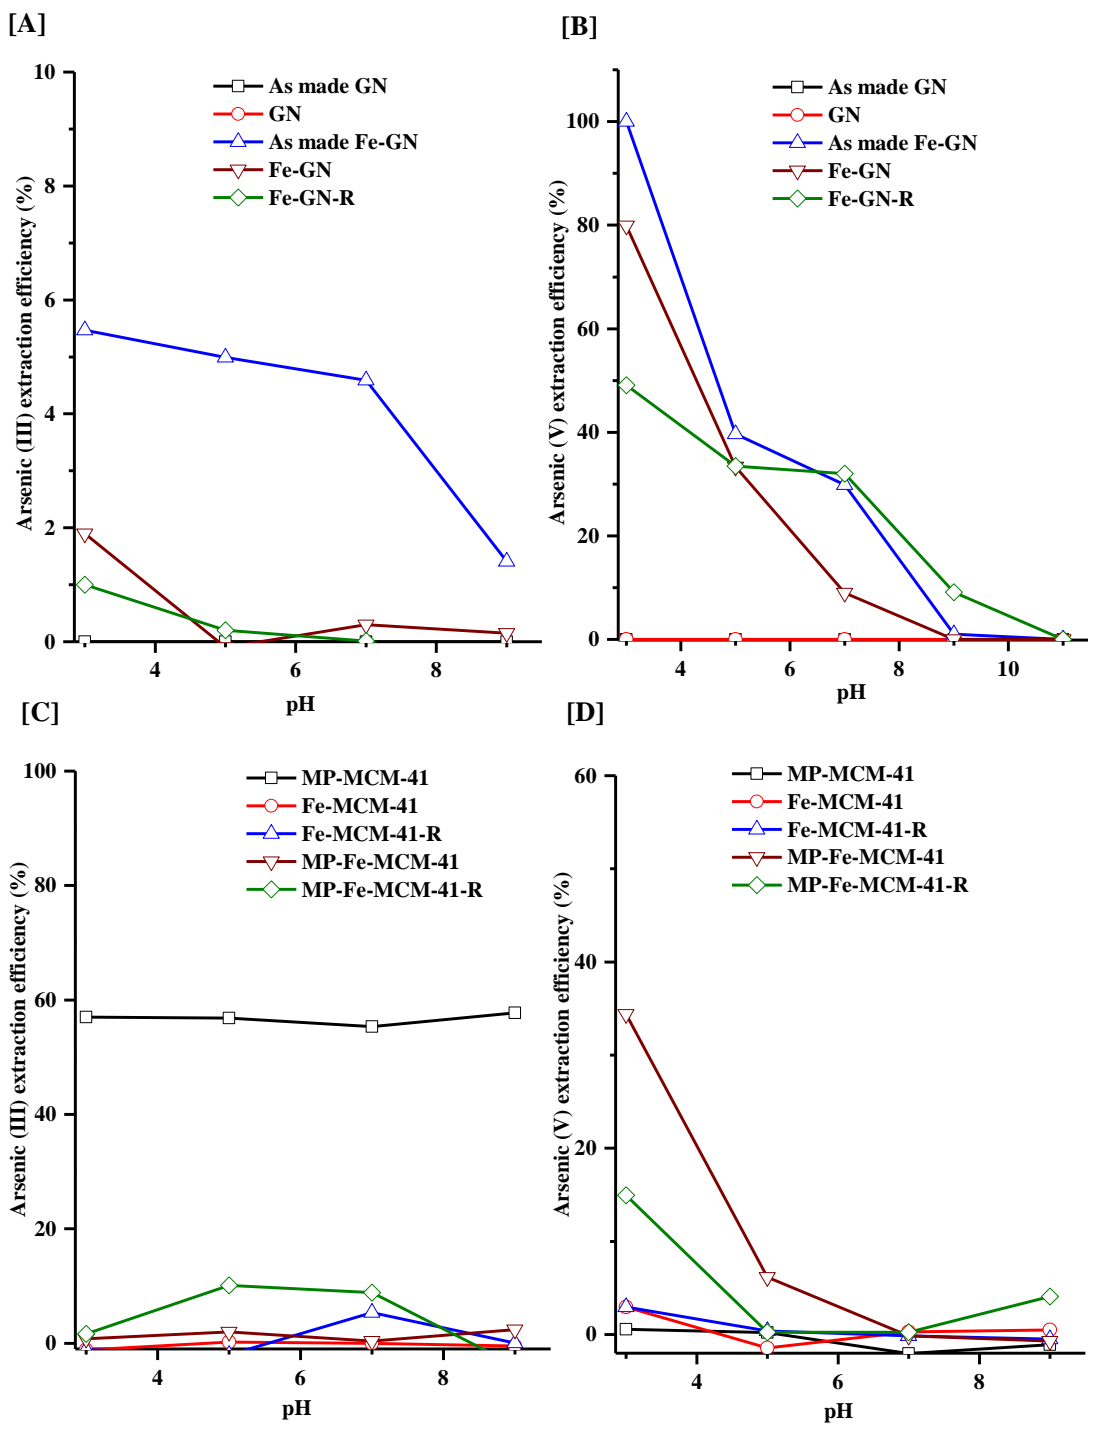 [A]
As made GN
GN
As made Fe-GN
Fe-GN
Fe-GN-R
Arsenic (III) extraction efficiency (%)
10
8
6
4
2
0
4
6
8
pH
[B]
As made GN
GN
As made Fe-GN
Fe-GN
Fe-GN-R
Arsenic (V) extraction efficiency (%)
100
80
60
40
20
0
4
6
8
10
pH
[C]
MP-MCM-41
Fe-MCM-41
Fe-MCM-41-R
MP-Fe-MCM-41
MP-Fe-MCM-41-R
Arsenic (III) extraction efficiency (%)
100
80
60
40
20
0
4
6
8
pH
[D]
MP-MCM-41
Fe-MCM-41
Fe-MCM-41-R
MP-Fe-MCM-41
MP-Fe-MCM-41-R
Arsenic (V) extraction efficiency (%)
60
40
20
0
4
6
8
pH